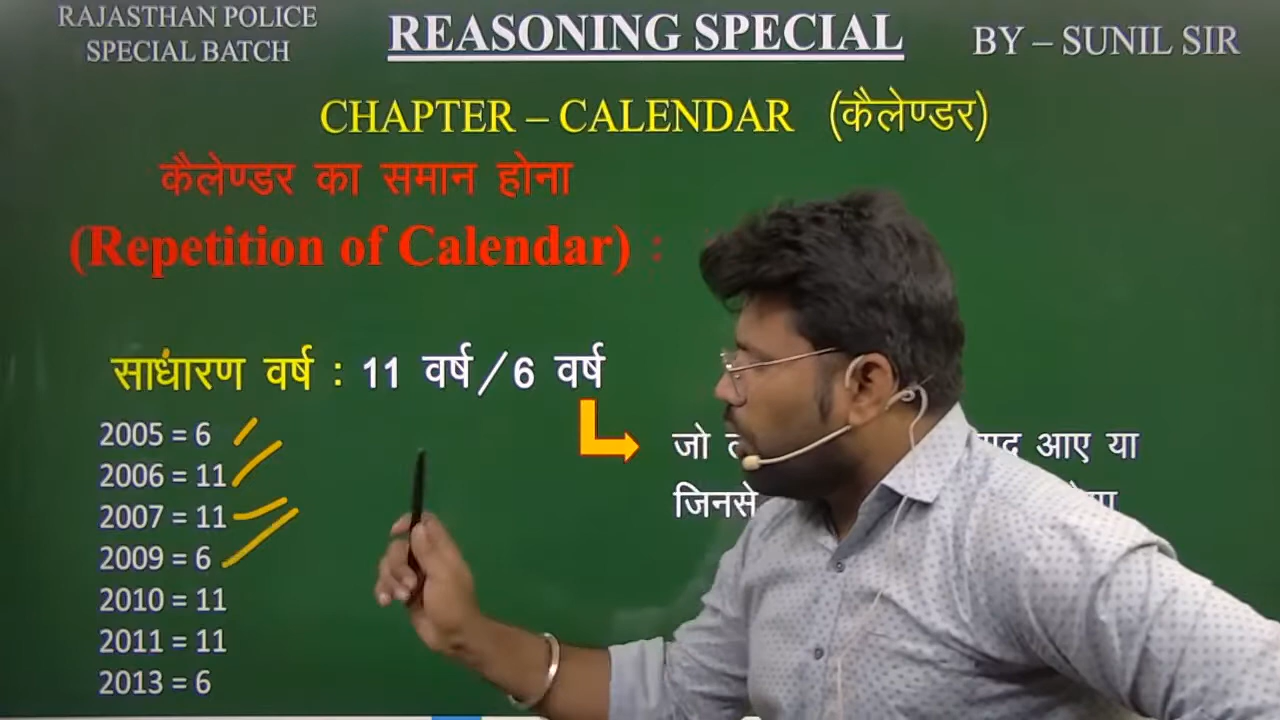 RAJASTHAN POLICE
SPECIAL BATCH
REASONING SPECIAL
BY – SUNIL SIR
CHAPTER – CALENDAR (कैलेण्डर)
कैलेण्डर का समान होना
(Repetition of Calendar) :
साधारण वर्ष : 11 वर्ष/6 वर्ष
2005 = 6
2006 = 11
2007 = 11
2009 = 6
2010 = 11
2011 = 11
2013 = 6
जो आए या
जिनसे